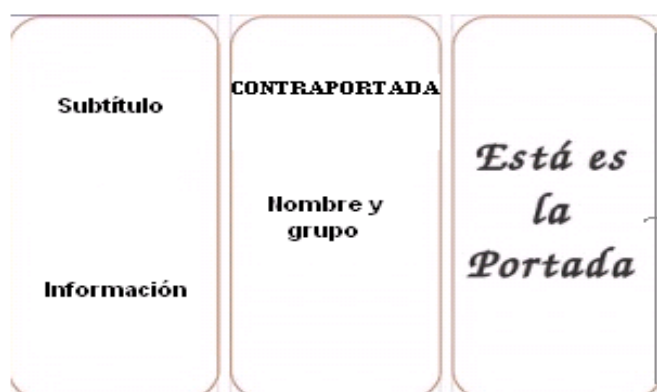 Subtítulo
Información
CONTRAPORTADA
Nombre y
grupo
Está es
la
Portada